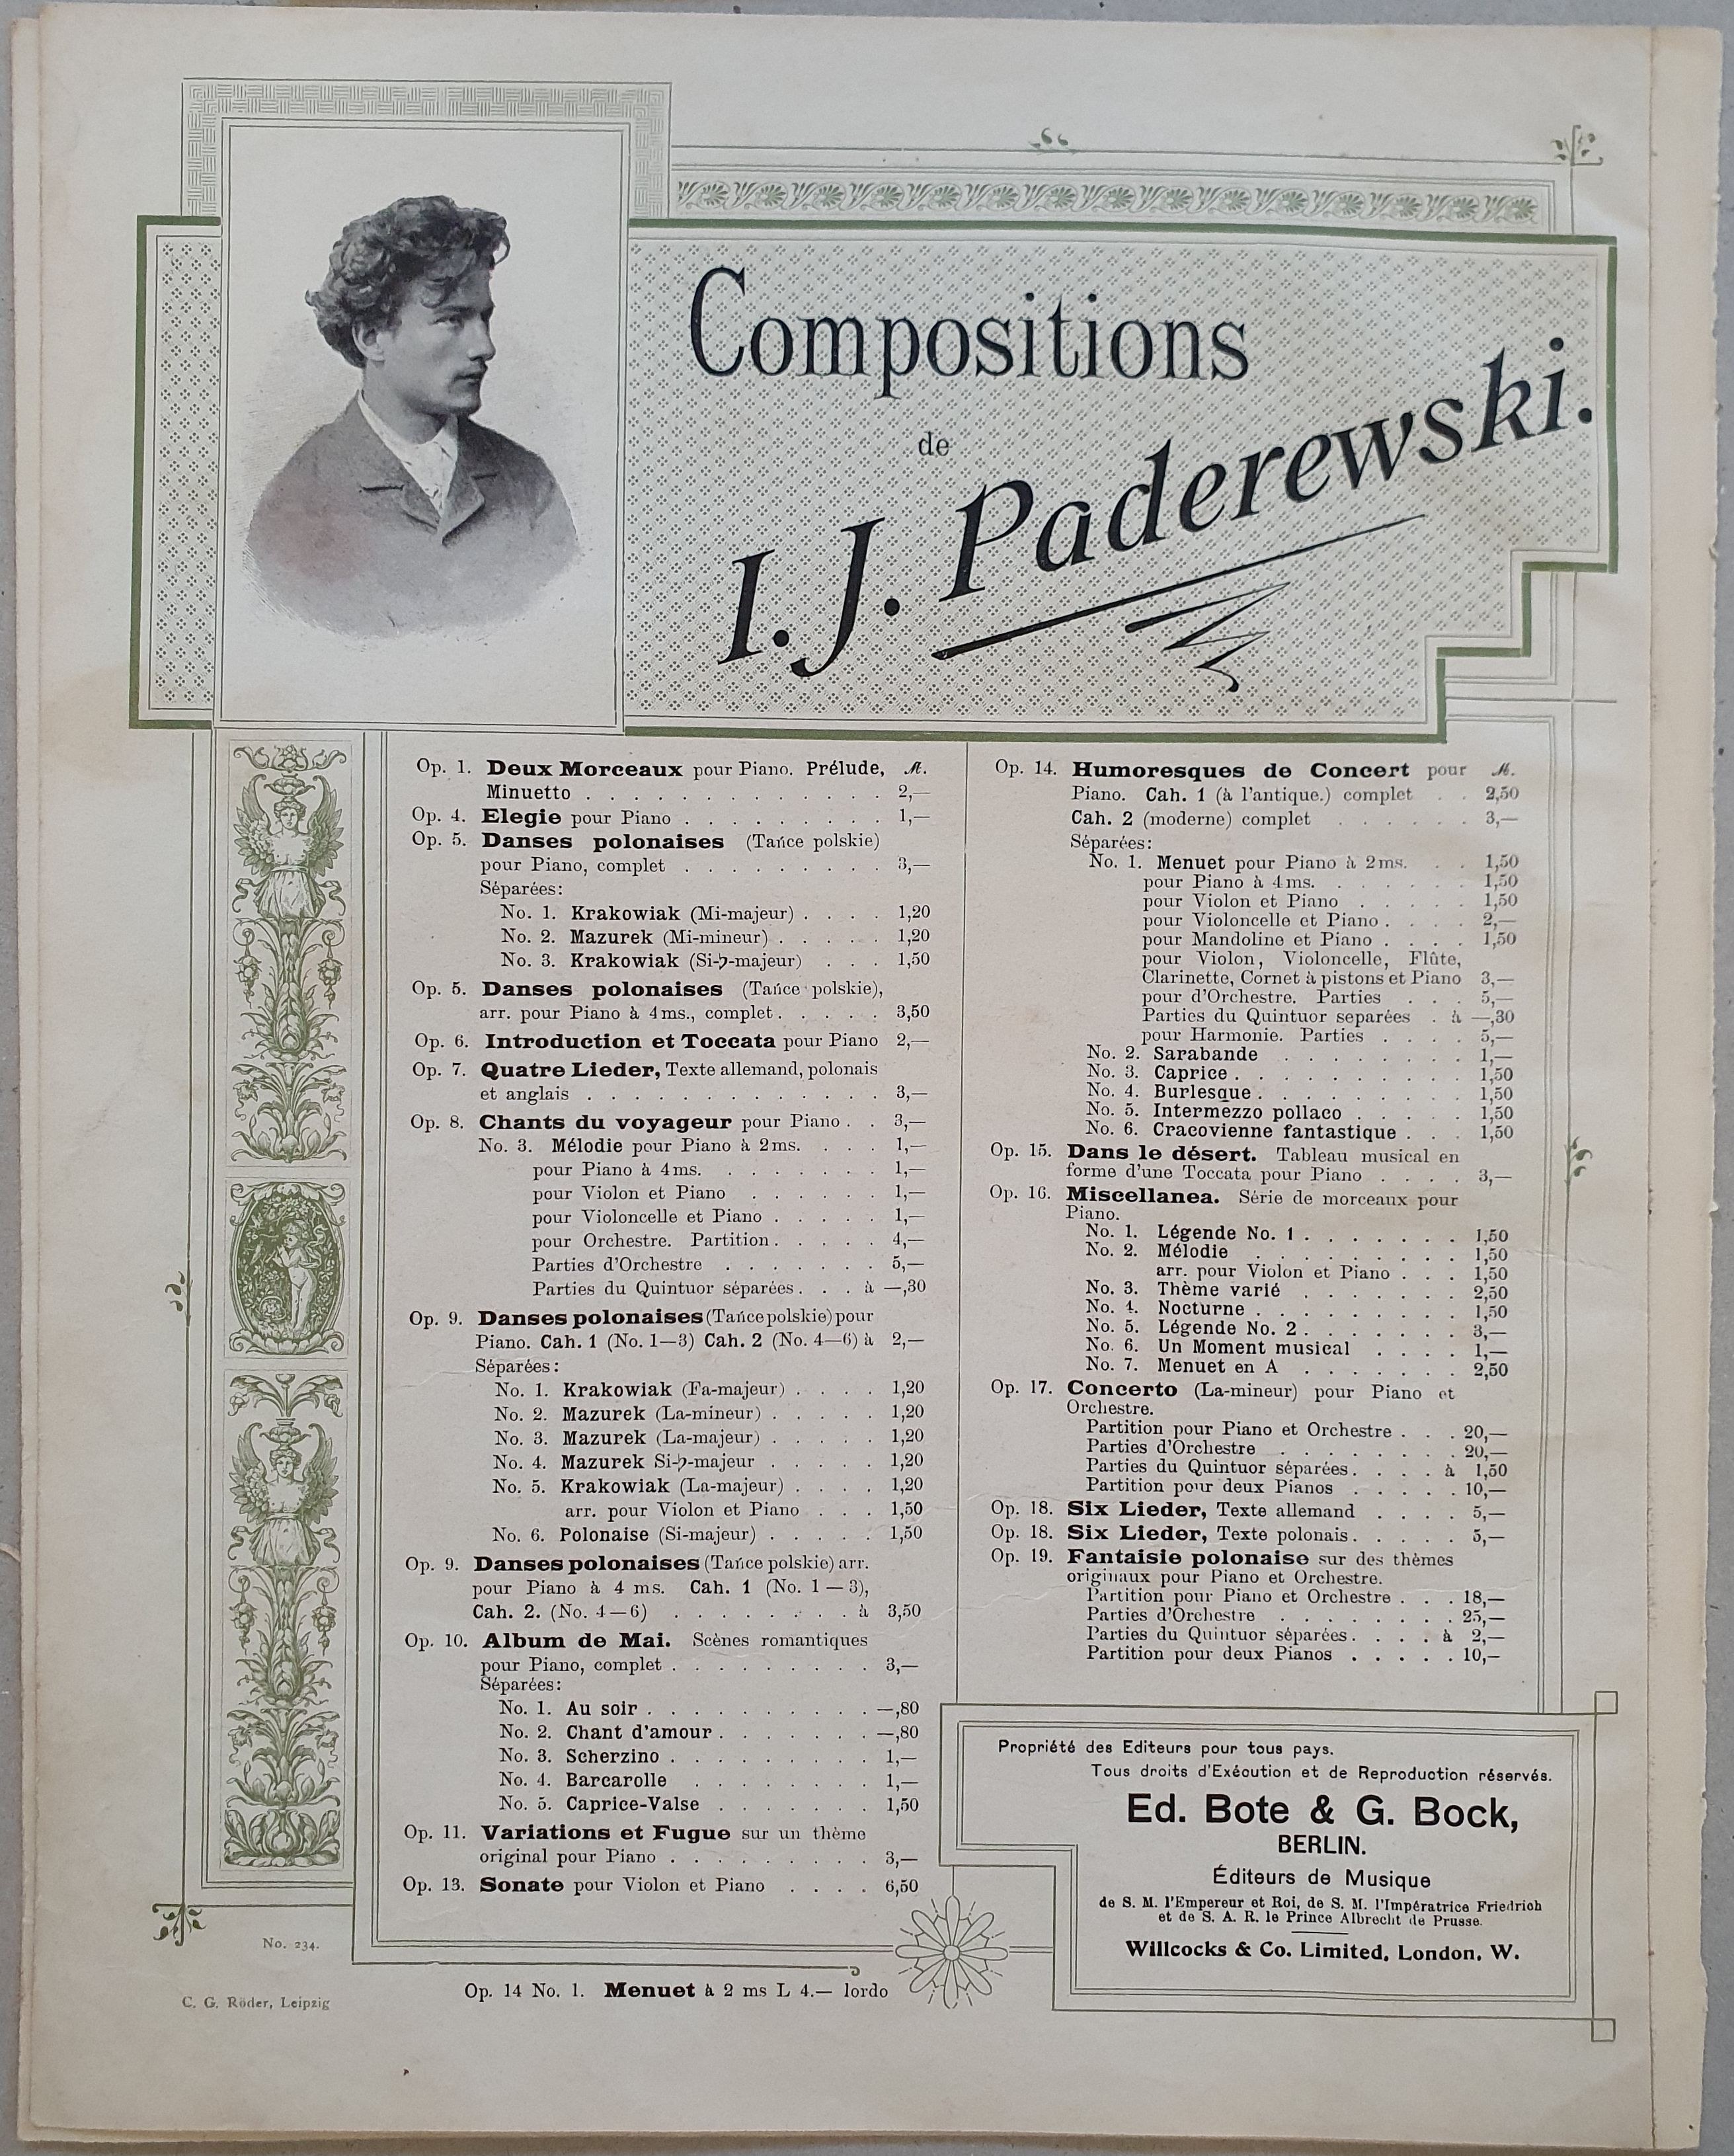 Compositions
de
I. J. Paderewski.
Op. 1. Deux Morceaux pour Piano. Prélude, M.
Minuetto . . . . . . . . . . . . . 2,—
Op. 4. Elegie pour Piano . . . . . . . . . 1,—
Op. 5. Danses polonaises (Tańce polskie)
pour Piano, complet . . . . . . . . . 3,—
Séparées:
No. 1. Krakowiak (Mi-majeur) . . . . 1,20
No. 2. Mazurek (Mi-mineur) . . . . . 1,20
No. 3. Krakowiak (Si-♭-majeur) . . . 1,50
Op. 5. Danses polonaises (Tańce polskie),
arr. pour Piano à 4 ms., complet . . . . . 3,50
Op. 6. Introduction et Toccata pour Piano 2,—
Op. 7. Quatre Lieder, Texte allemand, polonais
et anglais . . . . . . . . . . . . . 3,—
Op. 8. Chants du voyageur pour Piano . . 3,—
No. 3. Mélodie pour Piano à 2 ms. . . . 1,—
pour Piano à 4 ms. . . . . . . . 1,—
pour Violon et Piano . . . . . . 1,—
pour Violoncelle et Piano . . . . . 1,—
pour Orchestre. Partition . . . . . 4,—
Parties d'Orchestre . . . . . . . 5,—
Parties du Quintuor séparées . . . à —,30
Op. 9. Danses polonaises (Tańce polskie) pour
Piano. Cah. 1 (No. 1—3) Cah. 2 (No. 4—6) à 2,—
Séparées:
No. 1. Krakowiak (Fa-majeur) . . . . 1,20
No. 2. Mazurek (La-mineur) . . . . . 1,20
No. 3. Mazurek (La-majeur) . . . . . 1,20
No. 4. Mazurek Si-♭-majeur . . . . . 1,20
No. 5. Krakowiak (La-majeur) . . . . 1,20
arr. pour Violon et Piano . . . 1,50
No. 6. Polonaise (Si-majeur) . . . . . 1,50
Op. 9. Danses polonaises (Tańce polskie) arr.
pour Piano à 4 ms. Cah. 1 (No. 1—3),
Cah. 2. (No. 4—6) . . . . . . . . à 3,50
Op. 10. Album de Mai. Scènes romantiques
pour Piano, complet . . . . . . . . . 3,—
Séparées:
No. 1. Au soir . . . . . . . . . . —,80
No. 2. Chant d'amour . . . . . . . —,80
No. 3. Scherzino . . . . . . . . . 1,—
No. 4. Barcarolle . . . . . . . . 1,—
No. 5. Caprice-Valse . . . . . . . 1,50
Op. 11. Variations et Fugue sur un thème
original pour Piano . . . . . . . . . 3,—
Op. 13. Sonate pour Violon et Piano . . . . 6,50
Op. 14. Humoresques de Concert pour M.
Piano. Cah. 1 (à l'antique.) complet . . 2,50
Cah. 2 (moderne) complet . . . . . . 3,—
Séparées:
No. 1. Menuet pour Piano à 2 ms. . . 1,50
pour Piano à 4 ms. . . . . . . 1,50
pour Violon et Piano . . . . . 1,50
pour Violoncelle et Piano . . . . 2,—
pour Mandoline et Piano . . . . 1,50
pour Violon, Violoncelle, Flûte,
Clarinette, Cornet à pistons et Piano 3,—
pour d'Orchestre. Parties . . . 5,—
Parties du Quintuor separées . à —,30
pour Harmonie. Parties . . . . 5,—
No. 2. Sarabande . . . . . . . . 1,—
No. 3. Caprice . . . . . . . . . . 1,50
No. 4. Burlesque . . . . . . . . . 1,50
No. 5. Intermezzo pollaco . . . . . 1,50
No. 6. Cracovienne fantastique . . . 1,50
Op. 15. Dans le désert. Tableau musical en
forme d'une Toccata pour Piano . . . . 3,—
Op. 16. Miscellanea. Série de morceaux pour
Piano.
No. 1. Légende No. 1 . . . . . . . 1,50
No. 2. Mélodie . . . . . . . . . 1,50
arr. pour Violon et Piano . . . 1,50
No. 3. Thème varié . . . . . . . 2,50
No. 4. Nocturne . . . . . . . . . 1,50
No. 5. Légende No. 2 . . . . . . . 3,—
No. 6. Un Moment musical . . . . 1,—
No. 7. Menuet en A . . . . . . . 2,50
Op. 17. Concerto (La-mineur) pour Piano et
Orchestre.
Partition pour Piano et Orchestre . . . 20,—
Parties d'Orchestre . . . . . . . . 20,—
Parties du Quintuor séparées . . . . à 1,50
Partition pour deux Pianos . . . . . 10,—
Op. 18. Six Lieder, Texte allemand . . . . 5,—
Op. 18. Six Lieder, Texte polonais . . . . . 5,—
Op. 19. Fantaisie polonaise sur des thèmes
originaux pour Piano et Orchestre.
Partition pour Piano et Orchestre . . . 18,—
Parties d'Orchestre . . . . . . . . 25,—
Parties du Quintuor séparées . . . . à 2,—
Partition pour deux Pianos . . . . . 10,—
Propriété des Editeurs pour tous pays.
Tous droits d'Exécution et de Reproduction réservés.
Ed. Bote & G. Bock,
BERLIN.
Éditeurs de Musique
de S. M. l'Empereur et Roi, de S. M. l'Impératrice Friedrich
et de S. A. R. le Prince Albrecht de Prusse.
Willcocks & Co. Limited, London, W.
No. 234.
C. G. Röder, Leipzig
Op. 14 No. 1. Menuet à 2 ms L 4.— lordo